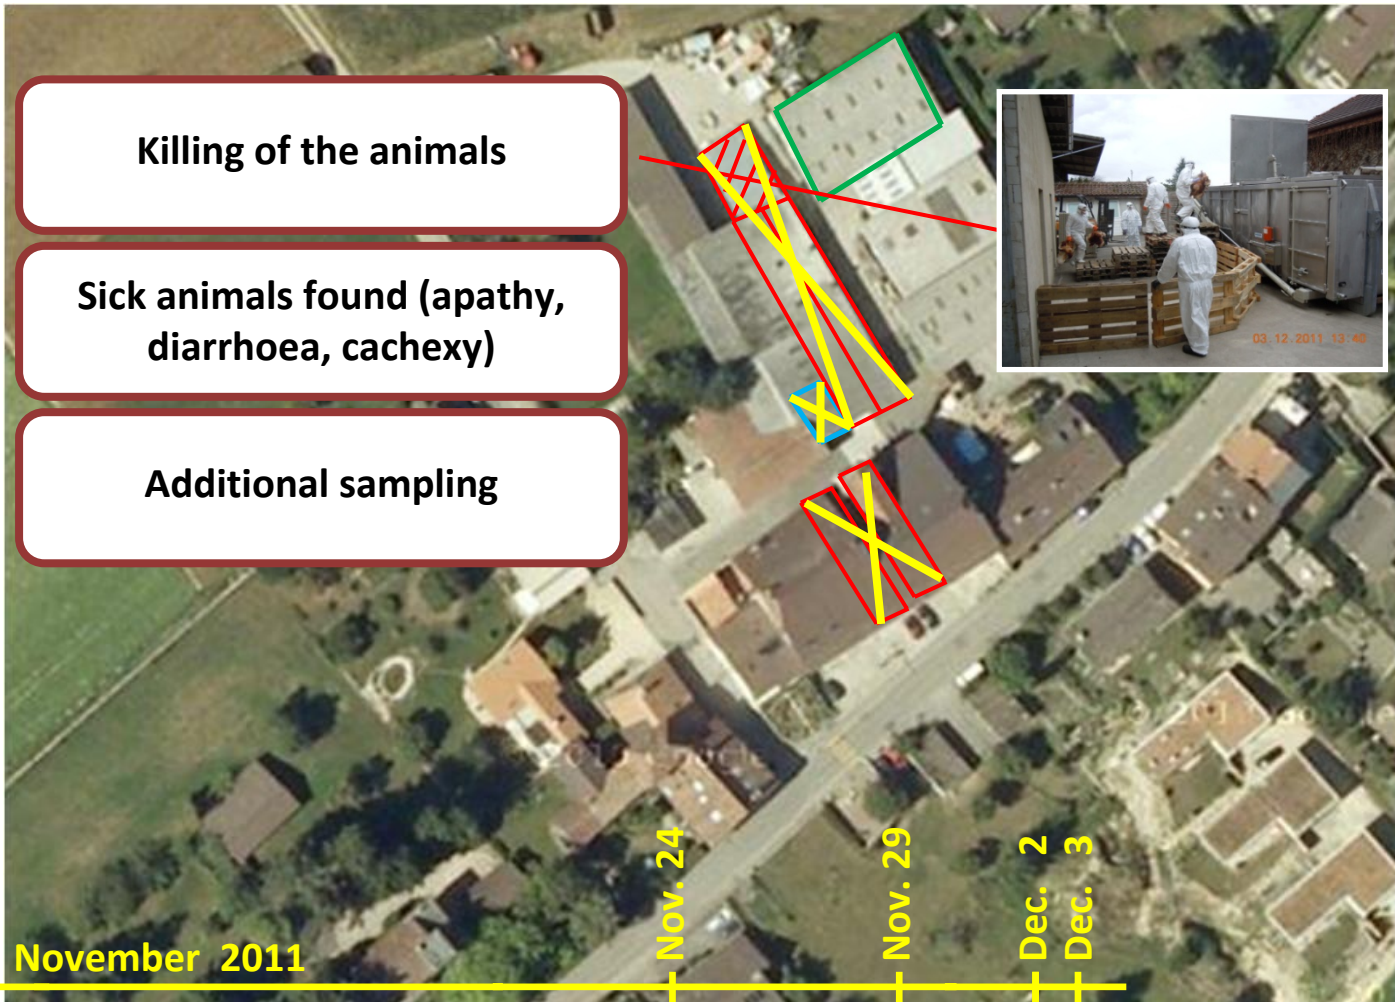 Killing of the animals
Sick animals found (apathy,
diarrhoea, cachexy)
Additional sampling
03.12.2011 13:40
Nov. 24
Nov. 29
Dec. 2
Dec. 3
November 2011